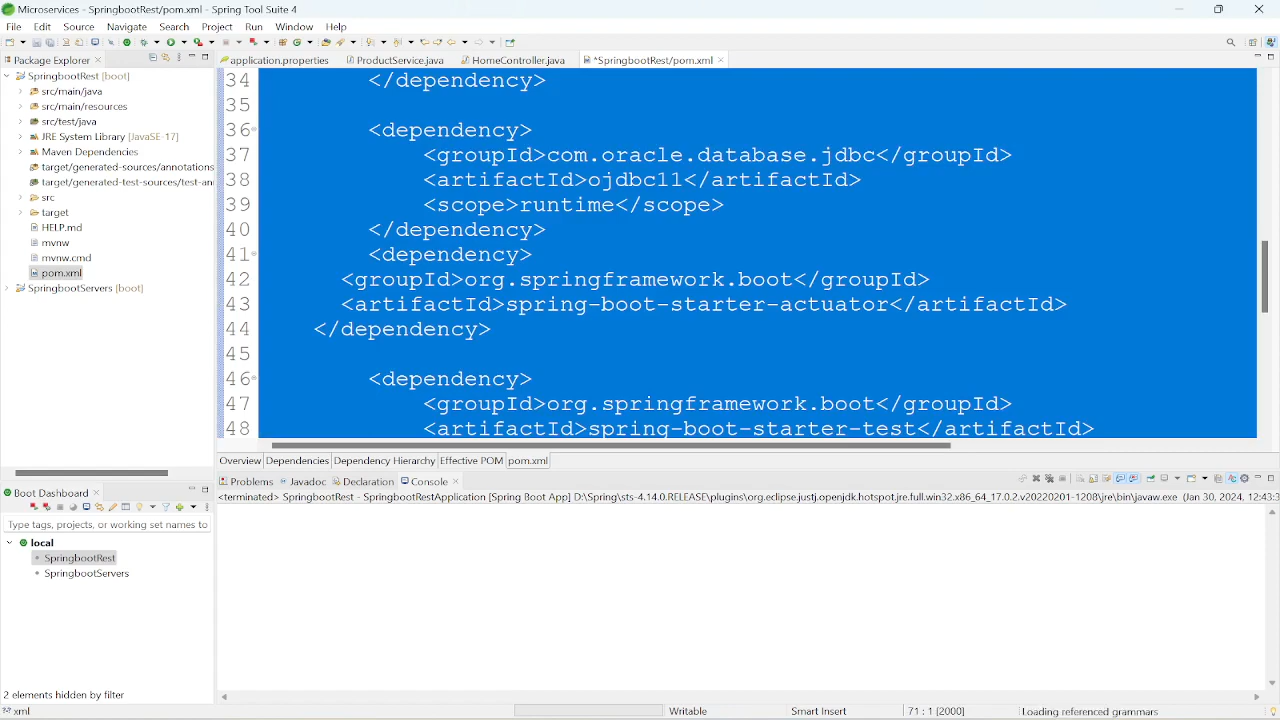 Microservices - SpringbootRest/pom.xml - Spring Tool Suite 4
File Edit Source Navigate Search Project Run Window Help
Package Explorer
SpringbootRest [boot]
src/main/java
src/main/resources
src/test/java
JRE System Library [JavaSE-17]
Maven Dependencies
target/generated-sources/annotations
target/generated-test-sources/test-an
src
target
HELP.md
mvnw
mvnw.cmd
pom.xml
SpringbootServers [boot]
application.properties ProductService.java HomeController.java *SpringbootRest/pom.xml
34 </dependency>
35
36 <dependency>
37 <groupId>com.oracle.database.jdbc</groupId>
38 <artifactId>ojdbc11</artifactId>
39 <scope>runtime</scope>
40 </dependency>
41 <dependency>
42 <groupId>org.springframework.boot</groupId>
43 <artifactId>spring-boot-starter-actuator</artifactId>
44 </dependency>
45
46 <dependency>
47 <groupId>org.springframework.boot</groupId>
48 <artifactId>spring-boot-starter-test</artifactId>
Overview Dependencies Dependency Hierarchy Effective POM pom.xml
Problems Javadoc Declaration Console
<terminated> SpringbootRest - SpringbootRestApplication [Spring Boot App] D:\Spring\sts-4.14.0.RELEASE\plugins\org.eclipse.justj.openjdk.hotspot.jre.full.win32.x86_64_17.0.2.v20220201-1208\jre\bin\javaw.exe (Jan 30, 2024, 12:43:3
Boot Dashboard
Type tags, projects, or working set names to
local
SpringbootRest
SpringbootServers
2 elements hidden by filter
xml Writable Smart Insert 71 : 1 [2000] Loading referenced grammars